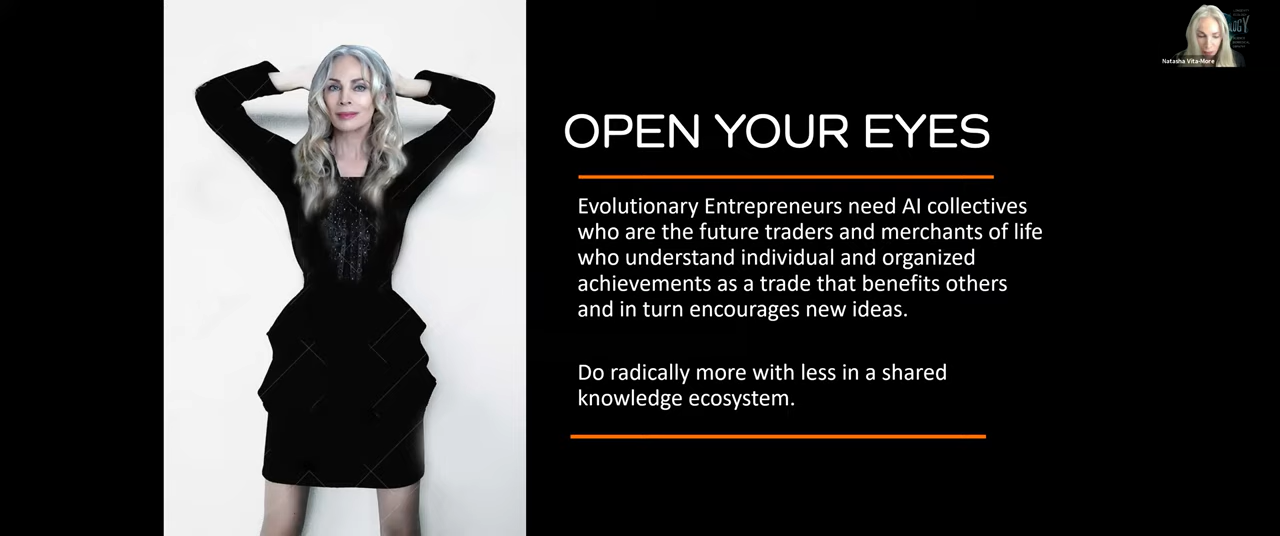 OPEN YOUR EYES
Evolutionary Entrepreneurs need AI collectives
who are the future traders and merchants of life
who understand individual and organized
achievements as a trade that benefits others
and in turn encourages new ideas.
Do radically more with less in a shared
knowledge ecosystem.
Natasha Vita-More